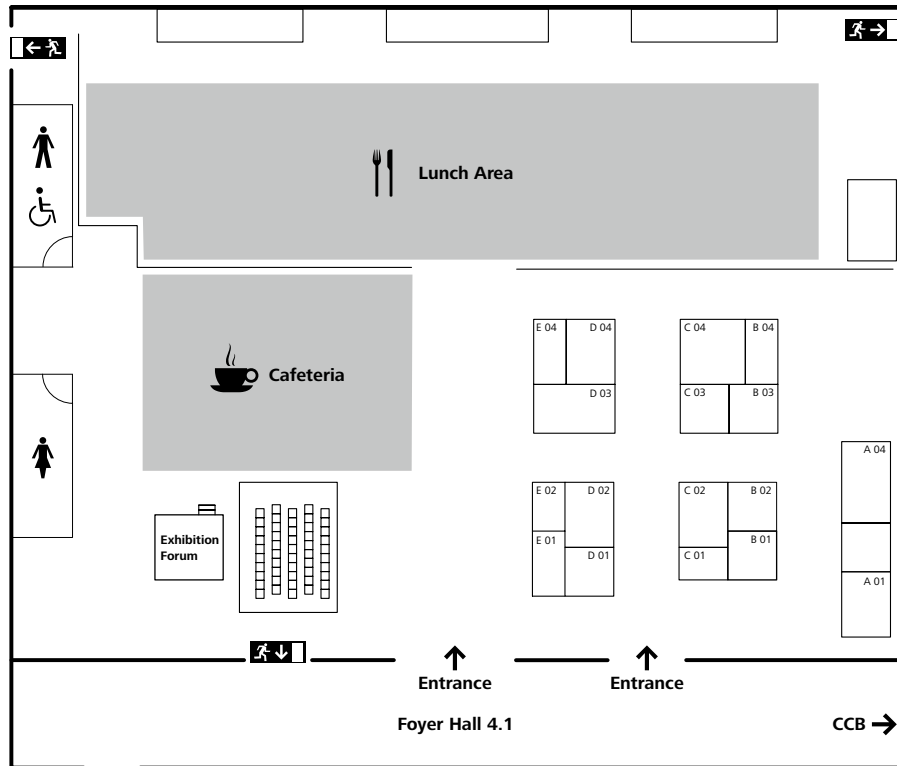 Lunch Area
E 04
D 04
C 04
B 04
Cafeteria
D 03
C 03
B 03
A 04
E 02
D 02
C 02
B 02
Exhibition
Forum
E 01
B 01
D 01
C 01
A 01
Entrance
Entrance
Foyer Hall 4.1
CCB